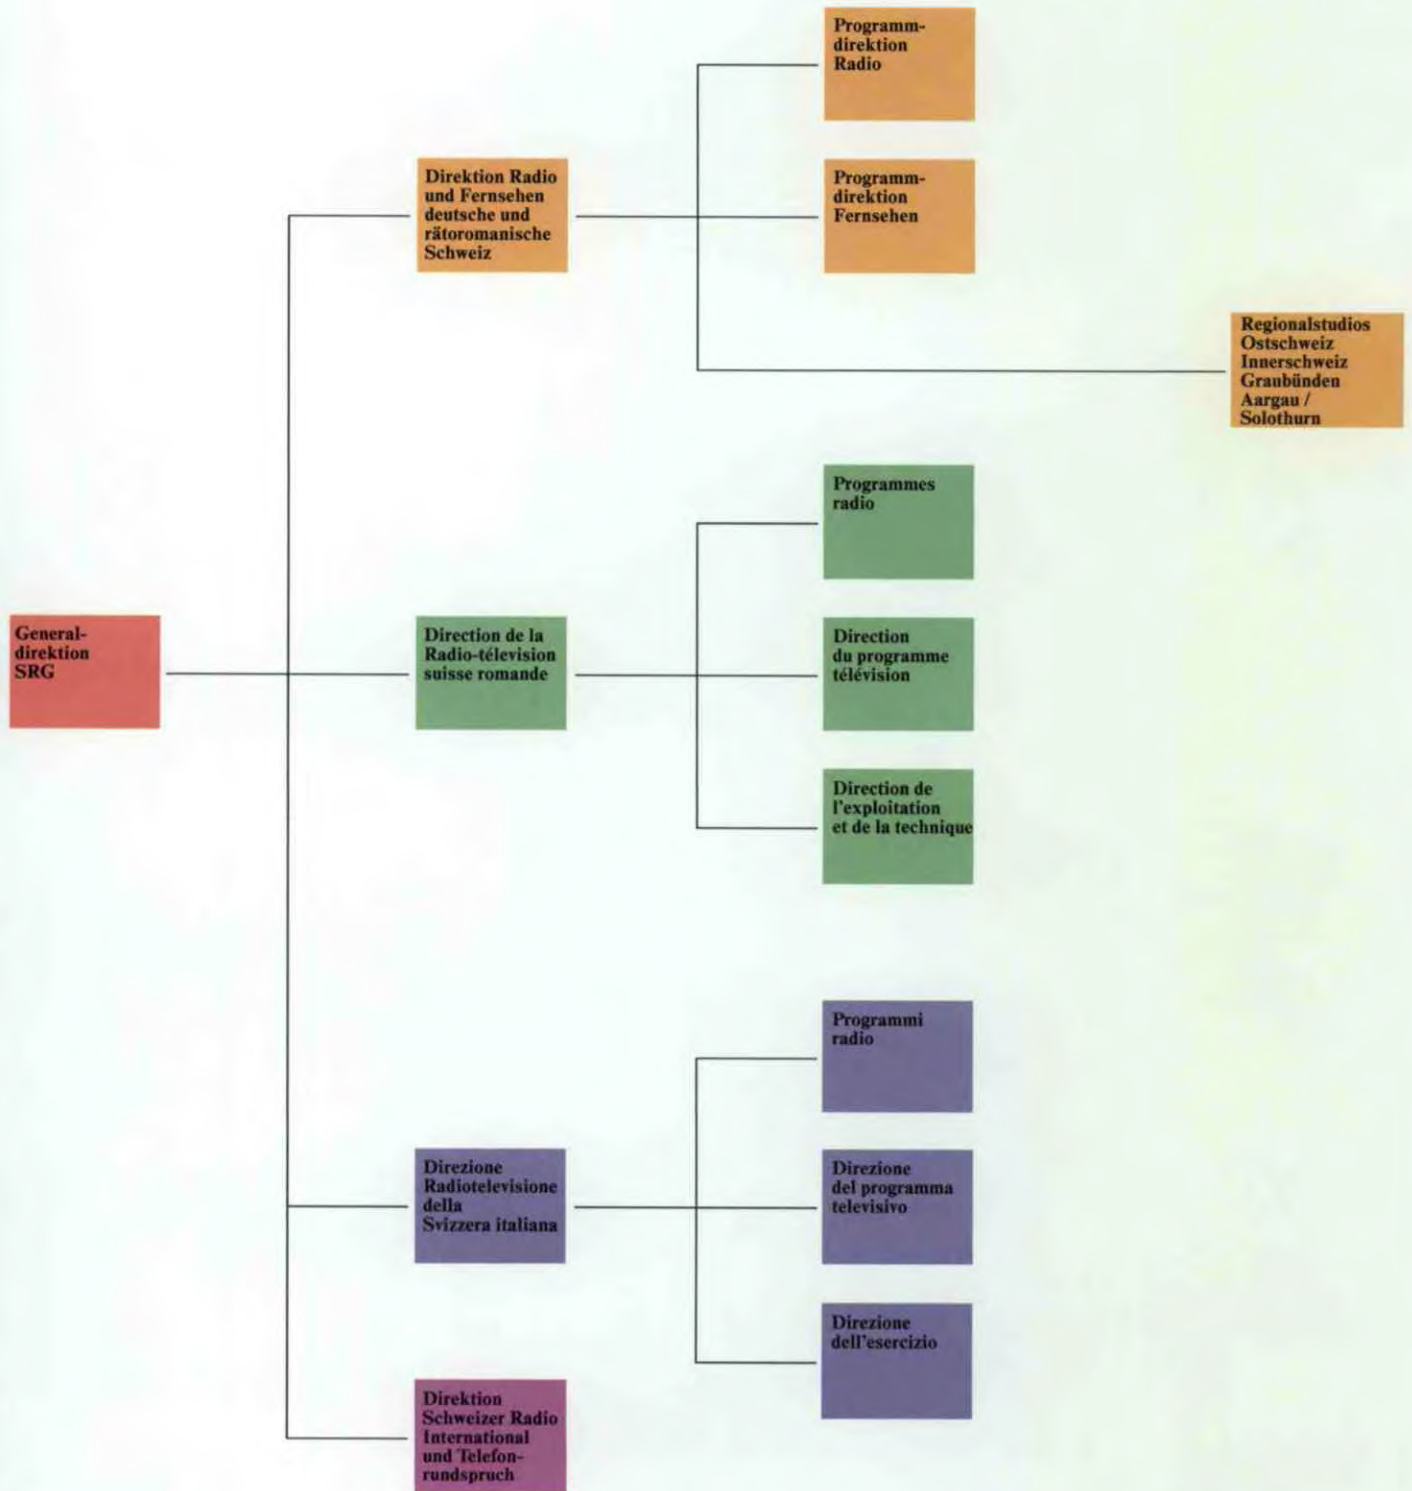 Programm-
direktion
Radio
Direktion Radio
und Fernsehen
deutsche und
rätoromanische
Schweiz
Programm-
direktion
Fernsehen
Regionalstudios
Ostschweiz
Innerschweiz
Graubünden
Aargau /
Solothurn
Programmes
radio
General-
direktion
SRG
Direction de la
Radio-télevision
suisse romande
Direction
du programme
télévision
Direction de
l'exploitation
et de la technique
Programmi
radio
Direzione
Radiotelevisione
della
Svizzera italiana
Direzione
del programma
televisivo
Direzione
dell'esercizio
Direktion
Schweizer Radio
International
und Telefon-
rundspruch